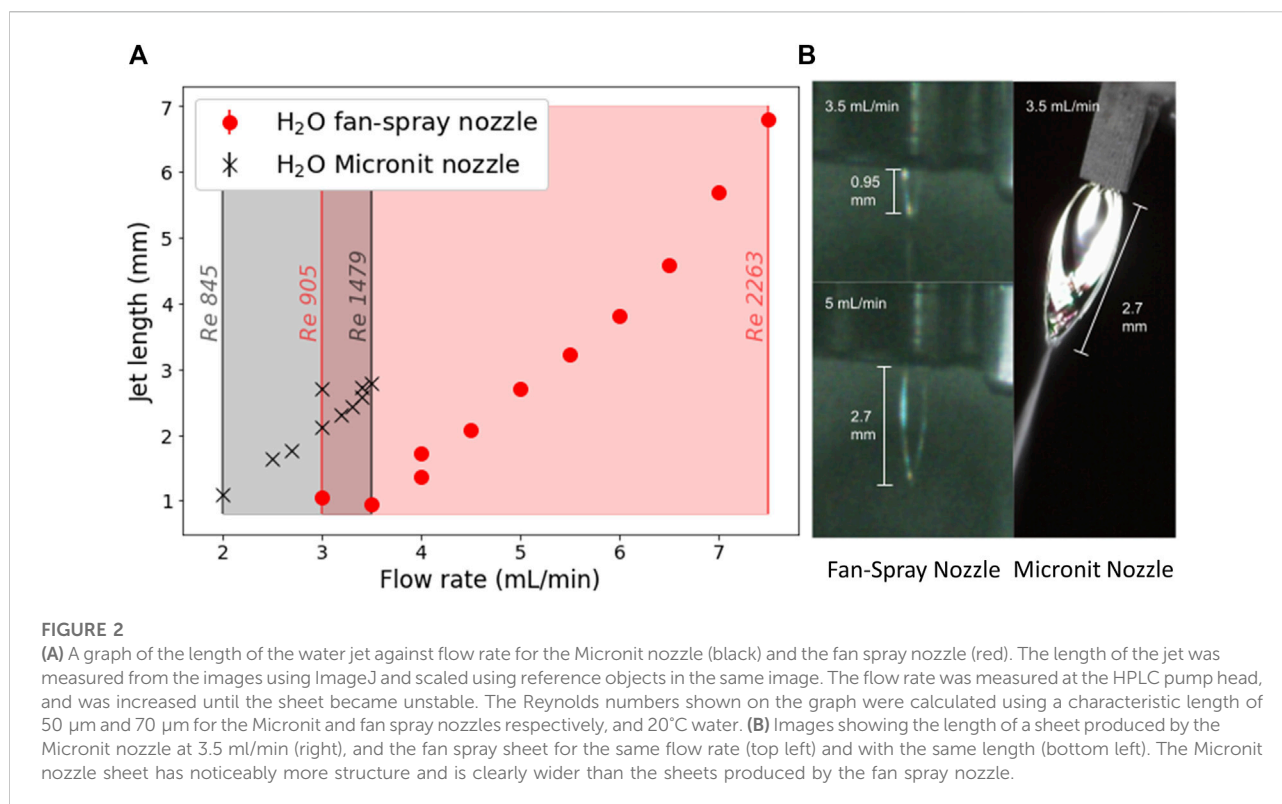 A
B
7
6
5
4
3
2
1
Jet length (mm)
H₂O fan-spray nozzle
H₂O Micronit nozzle
Re 845
Re 905
Re 1479
Re 2263
2 3 4 5 6 7
Flow rate (mL/min)
3.5 mL/min
0.95
mm
5 mL/min
2.7
mm
3.5 mL/min
2.7
mm
Fan-Spray Nozzle Micronit Nozzle
FIGURE 2
(A) A graph of the length of the water jet against flow rate for the Micronit nozzle (black) and the fan spray nozzle (red). The length of the jet was
measured from the images using ImageJ and scaled using reference objects in the same image. The flow rate was measured at the HPLC pump head,
and was increased until the sheet became unstable. The Reynolds numbers shown on the graph were calculated using a characteristic length of
50 μm and 70 μm for the Micronit and fan spray nozzles respectively, and 20°C water. (B) Images showing the length of a sheet produced by the
Micronit nozzle at 3.5 ml/min (right), and the fan spray sheet for the same flow rate (top left) and with the same length (bottom left). The Micronit
nozzle sheet has noticeably more structure and is clearly wider than the sheets produced by the fan spray nozzle.